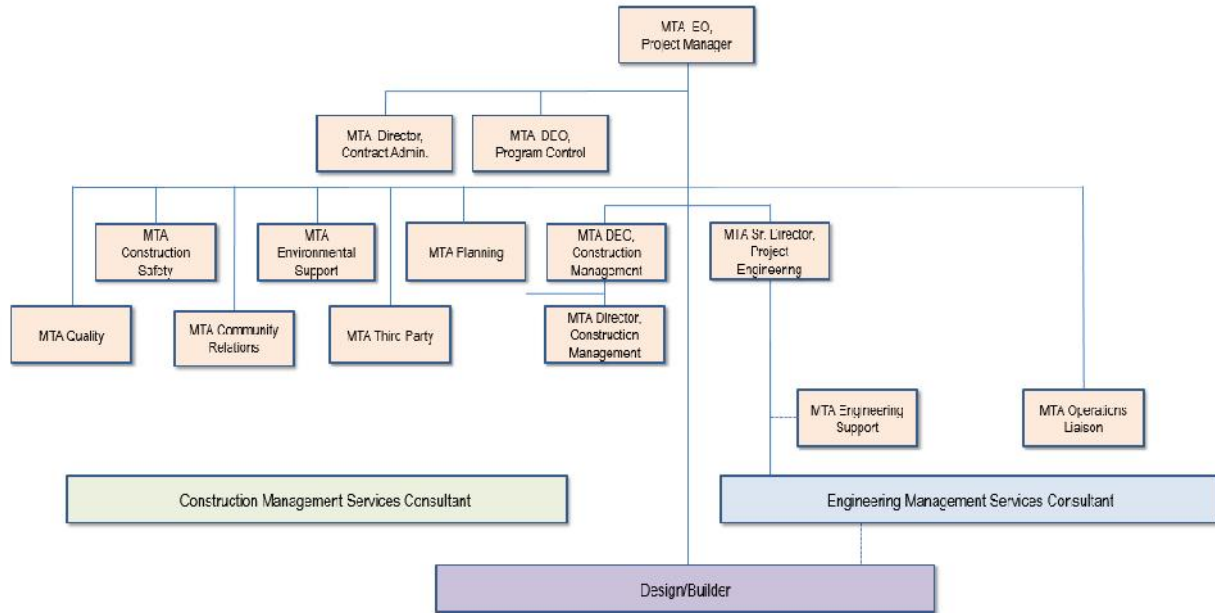 MTA EO,
Project Manager
MTA Director,
Contract Admin.
MTA DEO,
Program Control
MTA
Construction
Safety
MTA
Environmental
Support
MTA Planning
MTA DEO,
Construction
Management
MTA Sr. Director,
Project
Engineering
MTA Quality
MTA Community
Relations
MTA Third Party
MTA Director,
Construction
Management
MTA Engineering
Support
MTA Operations
Liaison
Construction Management Services Consultant
Engineering Management Services Consultant
Design/Builder